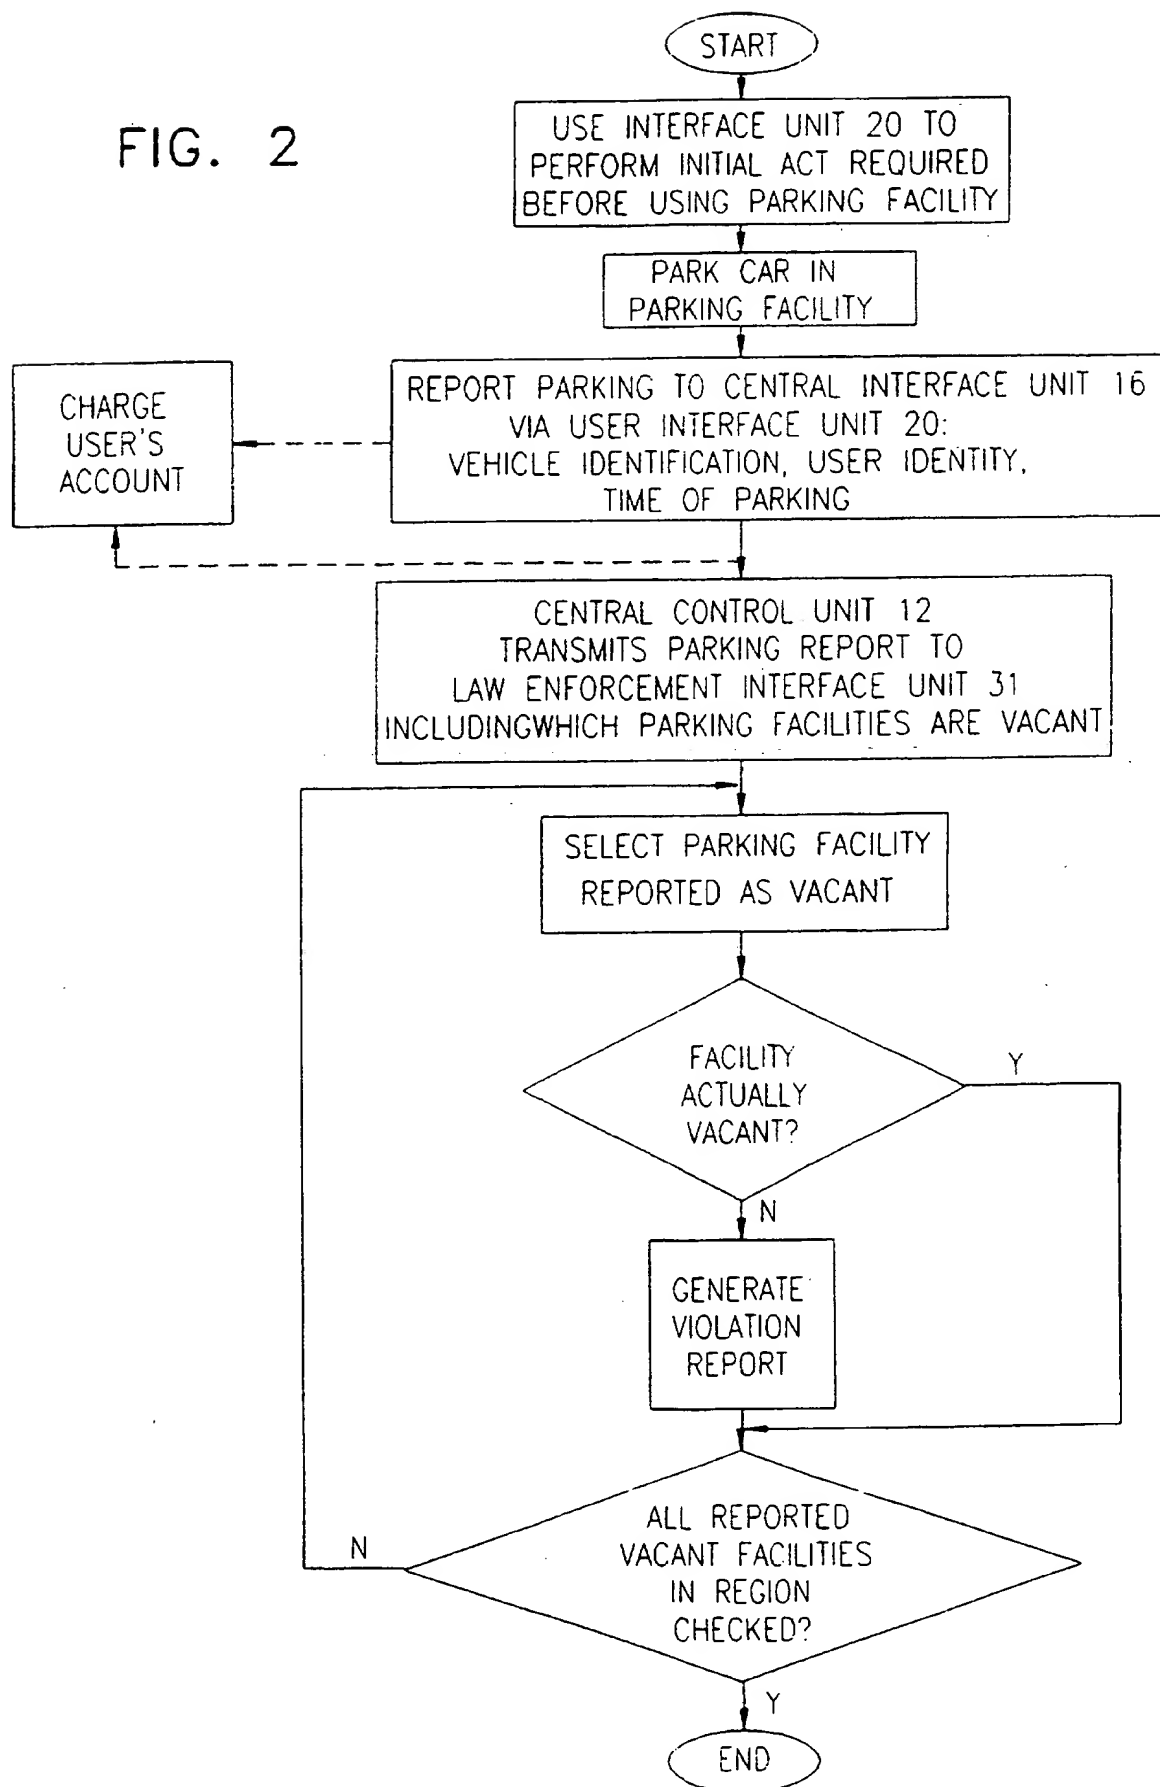 START
FIG. 2
USE INTERFACE UNIT 20 TO
PERFORM INITIAL ACT REQUIRED
BEFORE USING PARKING FACILITY
PARK CAR IN
PARKING FACILITY
CHARGE
USER'S
ACCOUNT
REPORT PARKING TO CENTRAL INTERFACE UNIT 16
VIA USER INTERFACE UNIT 20:
VEHICLE IDENTIFICATION, USER IDENTITY,
TIME OF PARKING
CENTRAL CONTROL UNIT 12
TRANSMITS PARKING REPORT TO
LAW ENFORCEMENT INTERFACE UNIT 31
INCLUDINGWHICH PARKING FACILITIES ARE VACANT
SELECT PARKING FACILITY
REPORTED AS VACANT
FACILITY
ACTUALLY
VACANT?
Y
N
GENERATE
VIOLATION
REPORT
ALL REPORTED
VACANT FACILITIES
IN REGION
CHECKED?
N
Y
END